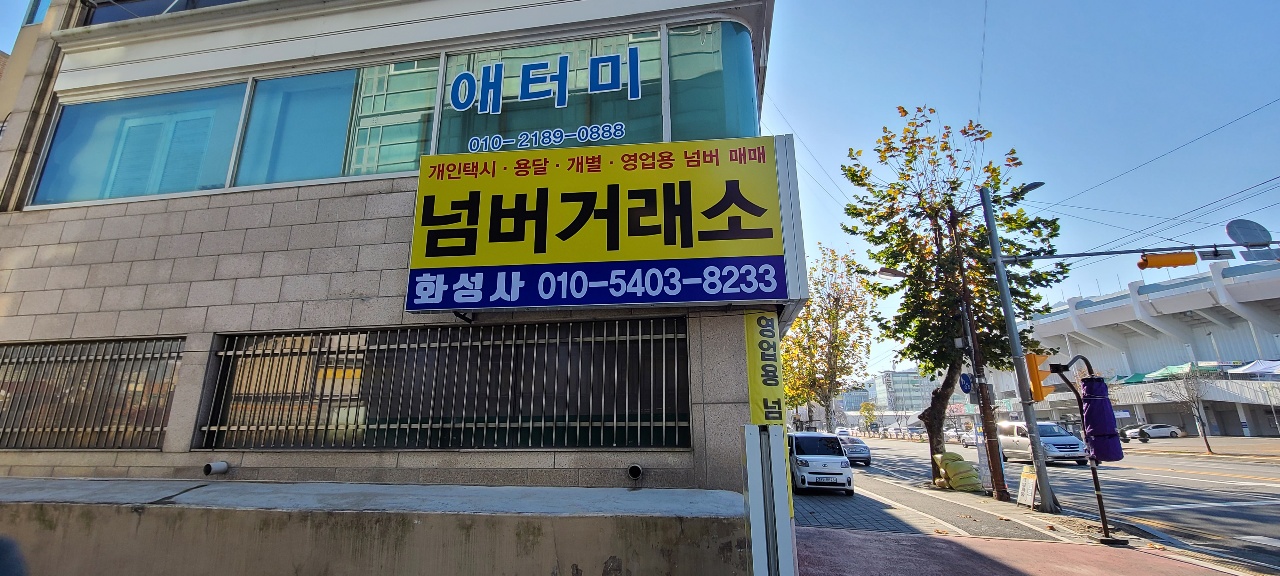 애터미
010-2189-0888
개인택시 · 용달 · 개별 · 영업용 넘버 매매
넘버거래소
화성사 010-5403-8233
영업용 넘